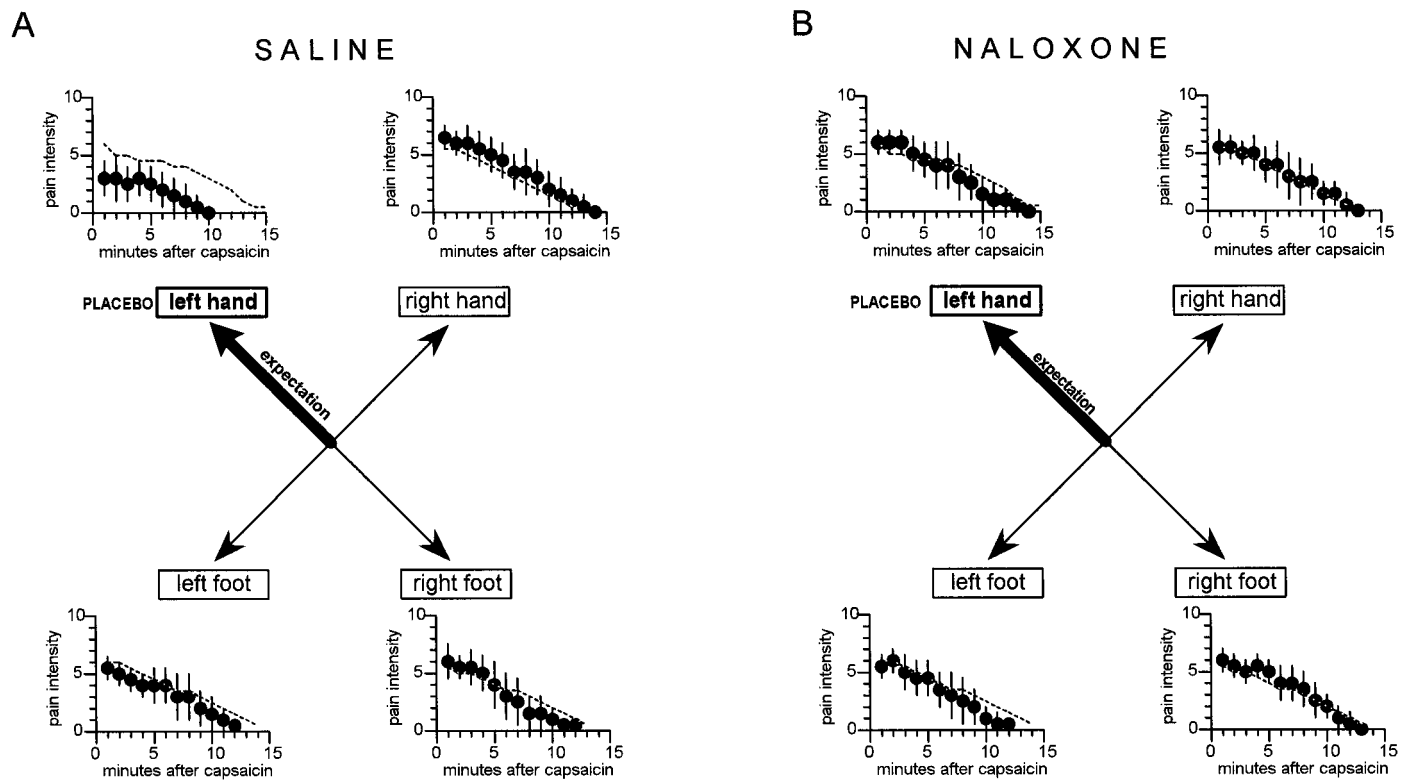 A
SALINE
10
5
0
pain intensity
0 5 10 15
minutes after capsaicin
10
5
0
pain intensity
0 5 10 15
minutes after capsaicin
PLACEBO left hand
right hand
expectation
left foot
right foot
10
5
0
pain intensity
0 5 10 15
minutes after capsaicin
10
5
0
pain intensity
0 5 10 15
minutes after capsaicin
B
NALOXONE
10
5
0
pain intensity
0 5 10 15
minutes after capsaicin
10
5
0
pain intensity
0 5 10 15
minutes after capsaicin
PLACEBO left hand
right hand
expectation
left foot
right foot
10
5
0
pain intensity
0 5 10 15
minutes after capsaicin
10
5
0
pain intensity
0 5 10 15
minutes after capsaicin